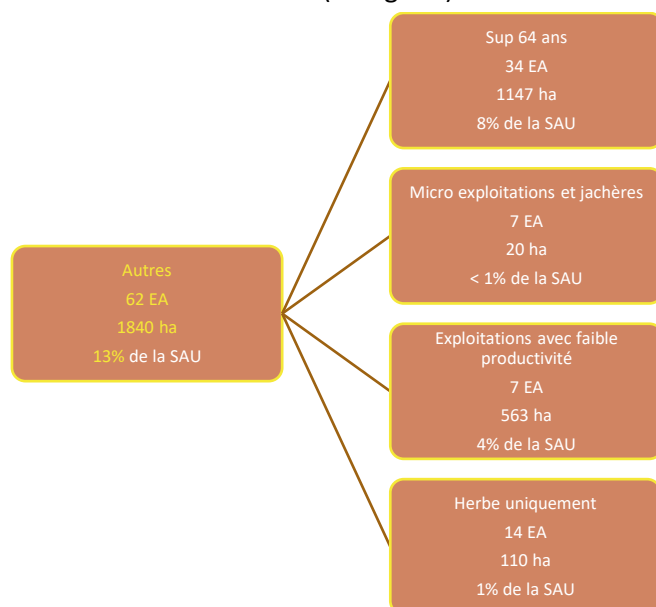 Autres
62 EA
1840 ha
13% de la SAU
Sup 64 ans
34 EA
1147 ha
8% de la SAU
Micro exploitations et jachères
7 EA
20 ha
< 1% de la SAU
Exploitations avec faible
productivité
7 EA
563 ha
4% de la SAU
Herbe uniquement
14 EA
110 ha
1% de la SAU